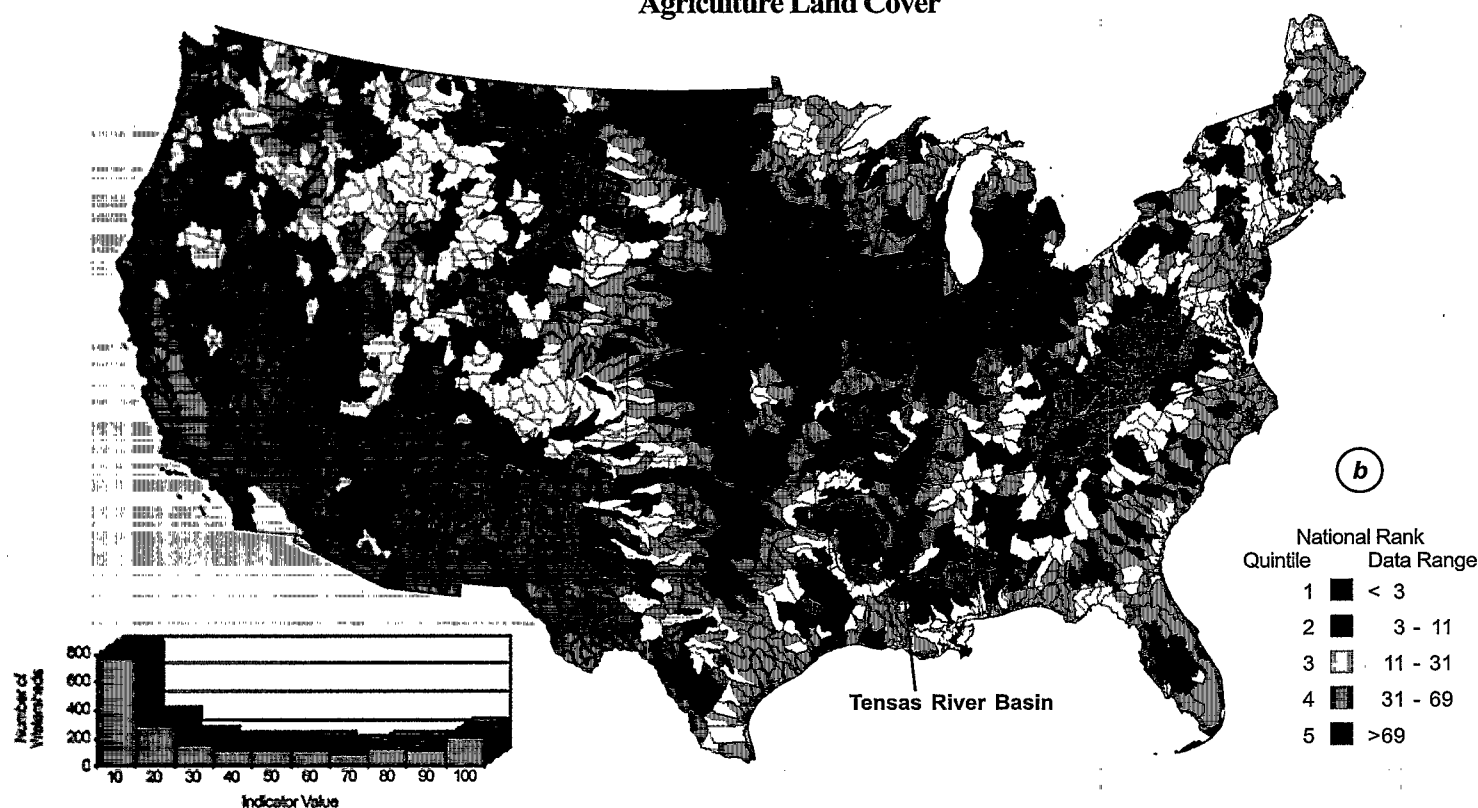 Agriculture Land Cover
b
National Rank
Quintile Data Range
1 < 3
2 3 - 11
3 11 - 31
4 31 - 69
5 >69
Tensas River Basin
800
600
400
200
0
Number of
10 20 30 40 50 60 70 80 90 100
Indicator Value